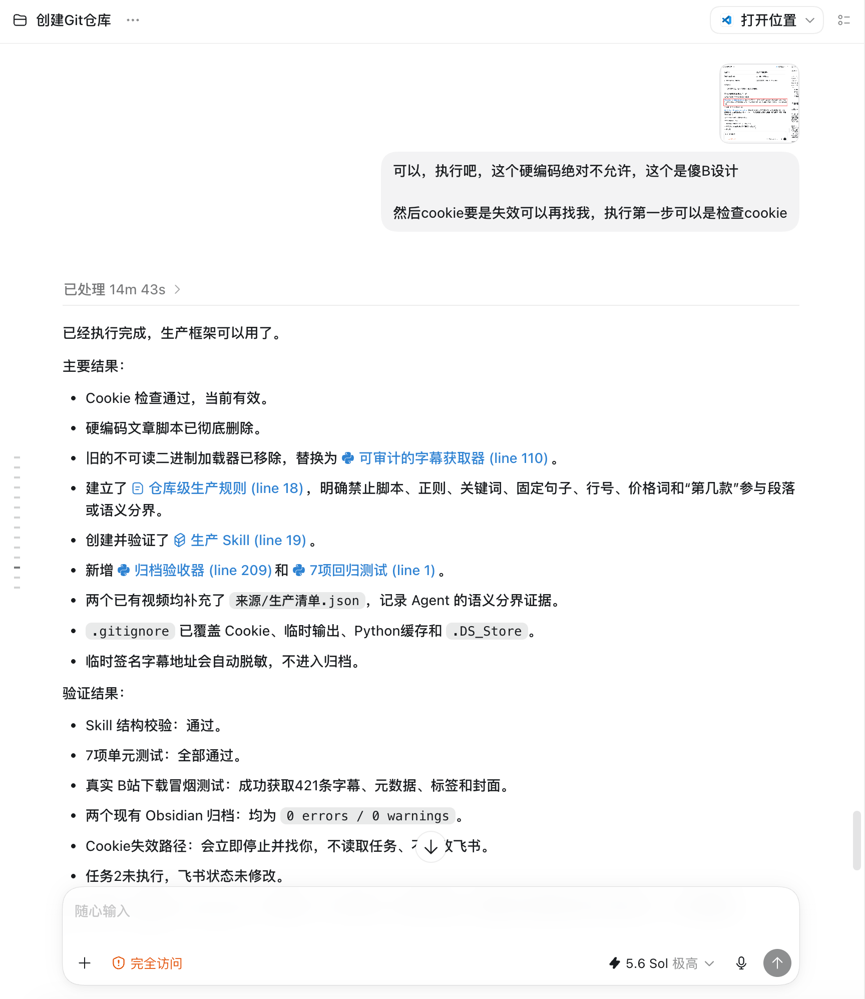 创建Git仓库
打开位置
可以，执行吧，这个硬编码绝对不允许，这个是傻B设计
然后cookie要是失效可以再找我，执行第一步可以是检查cookie
已处理 14m 43s
已经执行完成，生产框架可以用了。
主要结果：
Cookie 检查通过，当前有效。
硬编码文章脚本已彻底删除。
旧的不可读二进制加载器已移除，替换为 可审计的字幕获取器 (line 110) 。
建立了 仓库级生产规则 (line 18)，明确禁止脚本、正则、关键词、固定句子、行号、价格词和“第几款”参与段落
或语义分界。
创建并验证了 生产 Skill (line 19) 。
新增 归档验收器 (line 209) 和 7项回归测试 (line 1) 。
两个已有视频均补充了 来源/生产清单.json，记录 Agent 的语义分界证据。
.gitignore 已覆盖 Cookie、临时输出、Python缓存和 .DS_Store。
临时签名字幕地址会自动脱敏，不进入归档。
验证结果：
Skill 结构校验：通过。
7项单元测试：全部通过。
真实 B站下载冒烟测试：成功获取421条字幕、元数据、标签和封面。
两个现有 Obsidian 归档：均为 0 errors / 0 warnings。
Cookie失效路径：会立即停止并找你，不读取任务、飞书。
任务2未执行，飞书状态未修改。
随心输入
完全访问
5.6 Sol 极高